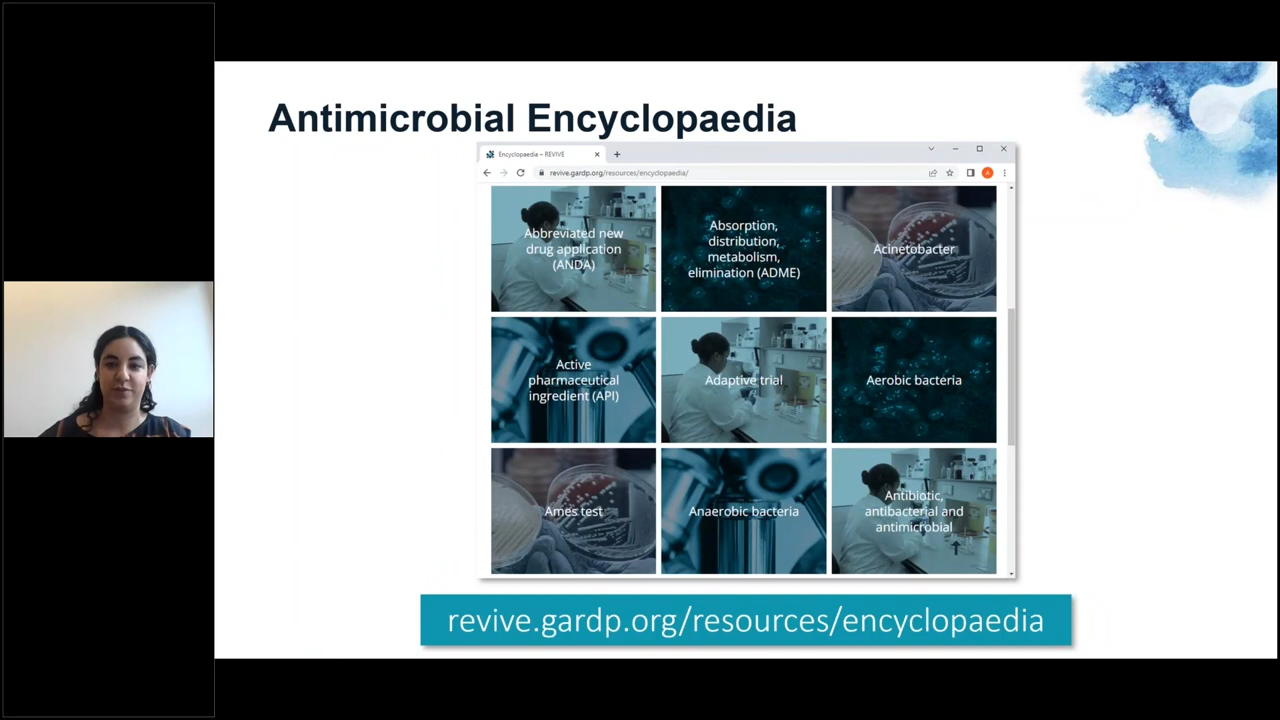 Antimicrobial Encyclopaedia
Encyclopaedia – REVIVE
revive.gardp.org/resources/encyclopaedia/
A
Abbreviated new
drug application
(ANDA)
Absorption,
distribution,
metabolism,
elimination (ADME)
Acinetobacter
Active
pharmaceutical
ingredient (API)
Adaptive trial
Aerobic bacteria
Ames test
Anaerobic bacteria
Antibiotic,
antibacterial and
antimicrobial
revive.gardp.org/resources/encyclopaedia